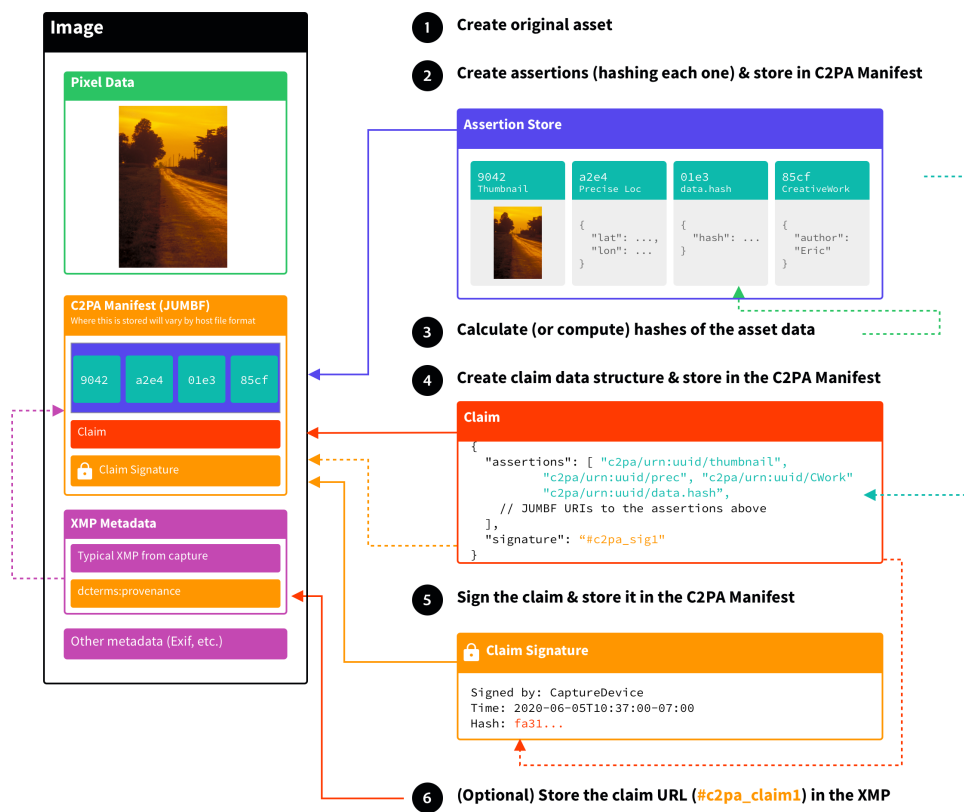 Image
Pixel Data
C2PA Manifest (JUMBF)
Where this is stored will vary by host file format
9042 a2e4 01e3 85cf
Claim
Claim Signature
XMP Metadata
Typical XMP from capture
dcterms:provenance
Other metadata (Exif, etc.)
1 Create original asset
2 Create assertions (hashing each one) & store in C2PA Manifest
Assertion Store
9042
Thumbnail
a2e4
Precise Loc
{
"lat": ...,
"lon": ...
}
01e3
data.hash
{
"hash": ...
}
85cf
CreativeWork
{
"author":
"Eric"
}
3 Calculate (or compute) hashes of the asset data
4 Create claim data structure & store in the C2PA Manifest
Claim
{
"assertions": [ "c2pa/urn:uuid/thumbnail",
"c2pa/urn:uuid/prec", "c2pa/urn:uuid/CWork"
"c2pa/urn:uuid/data.hash",
// JUMBF URIs to the assertions above
],
"signature": “#c2pa_sig1"
}
5 Sign the claim & store it in the C2PA Manifest
Claim Signature
Signed by: CaptureDevice
Time: 2020-06-05T10:37:00-07:00
Hash: fa31...
6 (Optional) Store the claim URL (#c2pa_claim1) in the XMP